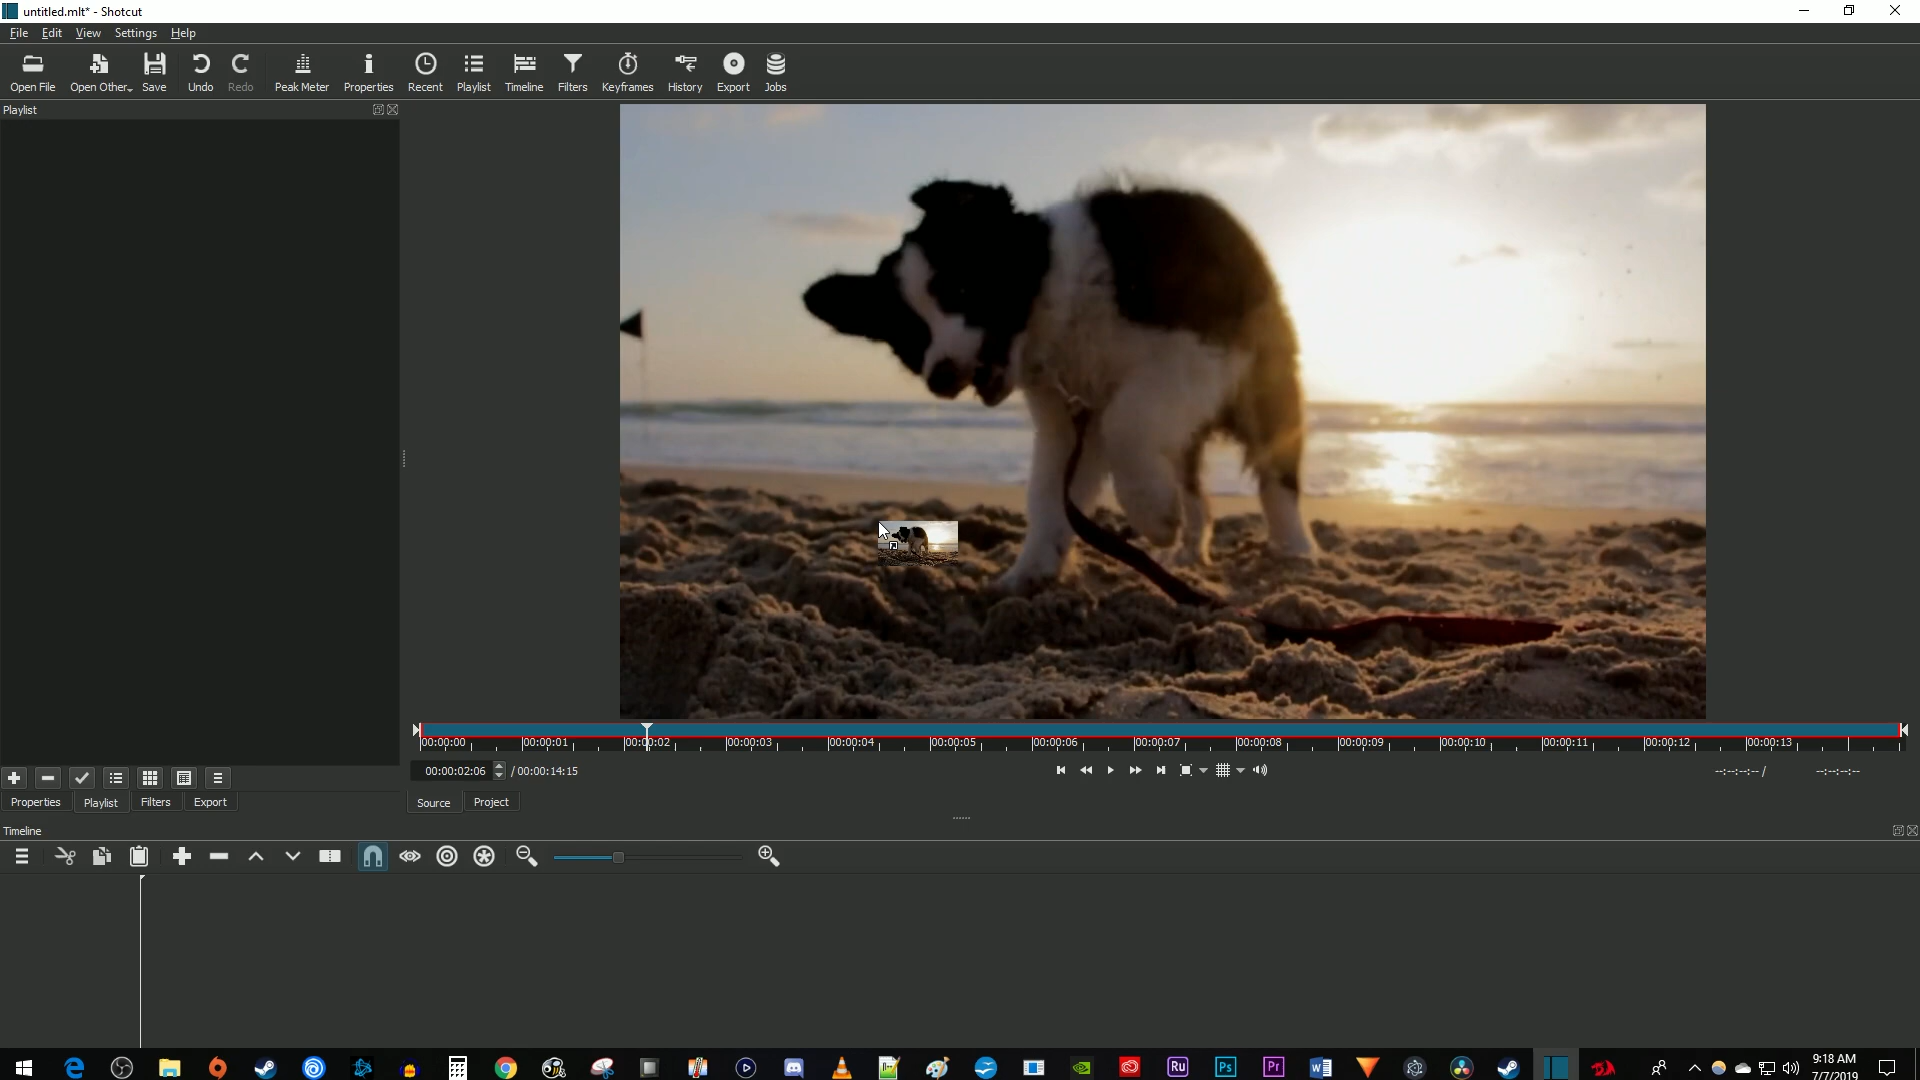 untitled.mlt* - Shotcut
File Edit View Settings Help
Open File Open Other Save Undo Redo Peak Meter Properties Recent Playlist Timeline Filters Keyframes History Export Jobs
Playlist
00:00:00 00:00:01 00:00:02 00:00:03 00:00:04 00:00:05 00:00:06 00:00:07 00:00:08 00:00:09 00:00:10 00:00:11 00:00:12 00:00:13
00:00:02:06 / 00:00:14:15 --:--:--:-- / --:--:--:--
Properties Playlist Filters Export Source Project
Timeline
Ru Ps Pr W
9:18 AM
7/7/2019